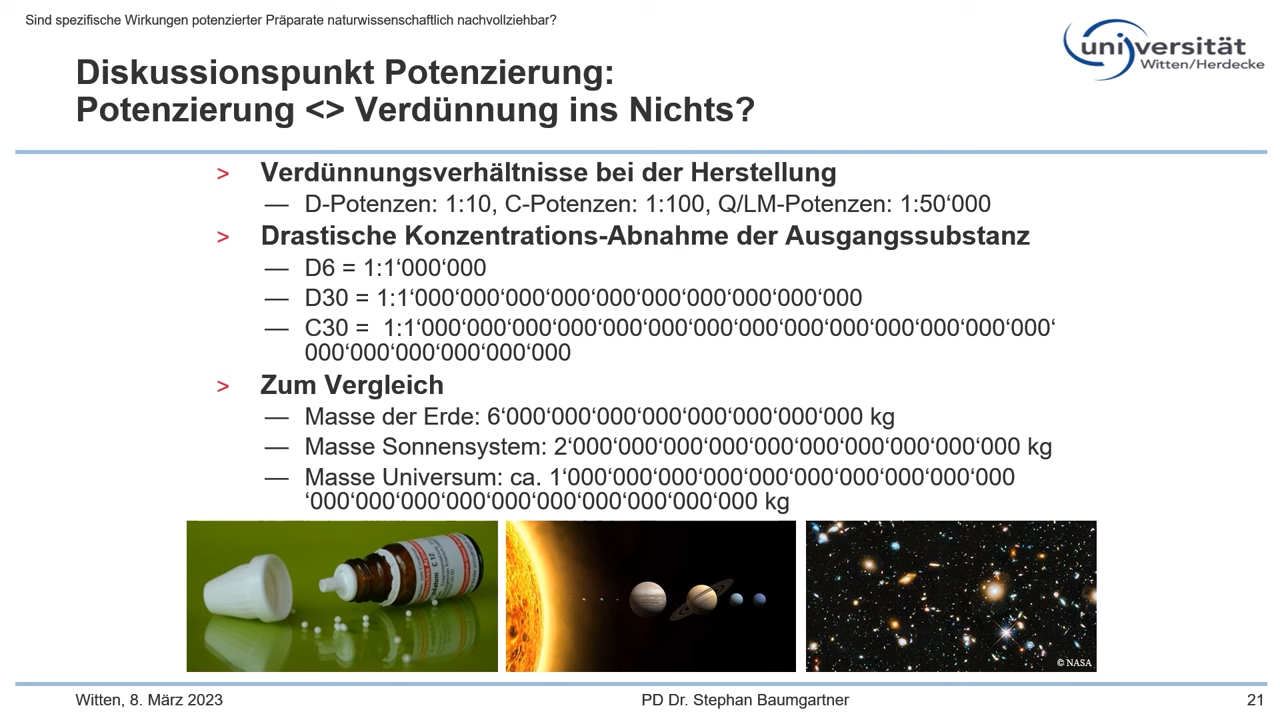 Sind spezifische Wirkungen potenzierter Präparate naturwissenschaftlich nachvollziehbar?
universität
Witten/Herdecke
Diskussionspunkt Potenzierung:
Potenzierung <> Verdünnung ins Nichts?
> Verdünnungsverhältnisse bei der Herstellung
— D-Potenzen: 1:10, C-Potenzen: 1:100, Q/LM-Potenzen: 1:50‘000
> Drastische Konzentrations-Abnahme der Ausgangssubstanz
— D6 = 1:1‘000‘000
— D30 = 1:1‘000‘000‘000‘000‘000‘000‘000‘000‘000‘000
— C30 = 1:1‘000‘000‘000‘000‘000‘000‘000‘000‘000‘000‘000‘000‘000‘000‘
000‘000‘000‘000‘000‘000
> Zum Vergleich
— Masse der Erde: 6‘000‘000‘000‘000‘000‘000‘000‘000 kg
— Masse Sonnensystem: 2‘000‘000‘000‘000‘000‘000‘000‘000‘000‘000 kg
— Masse Universum: ca. 1‘000‘000‘000‘000‘000‘000‘000‘000‘000‘000
‘000‘000‘000‘000‘000‘000‘000‘000‘000‘000 kg
© NASA
Witten, 8. März 2023
PD Dr. Stephan Baumgartner
21